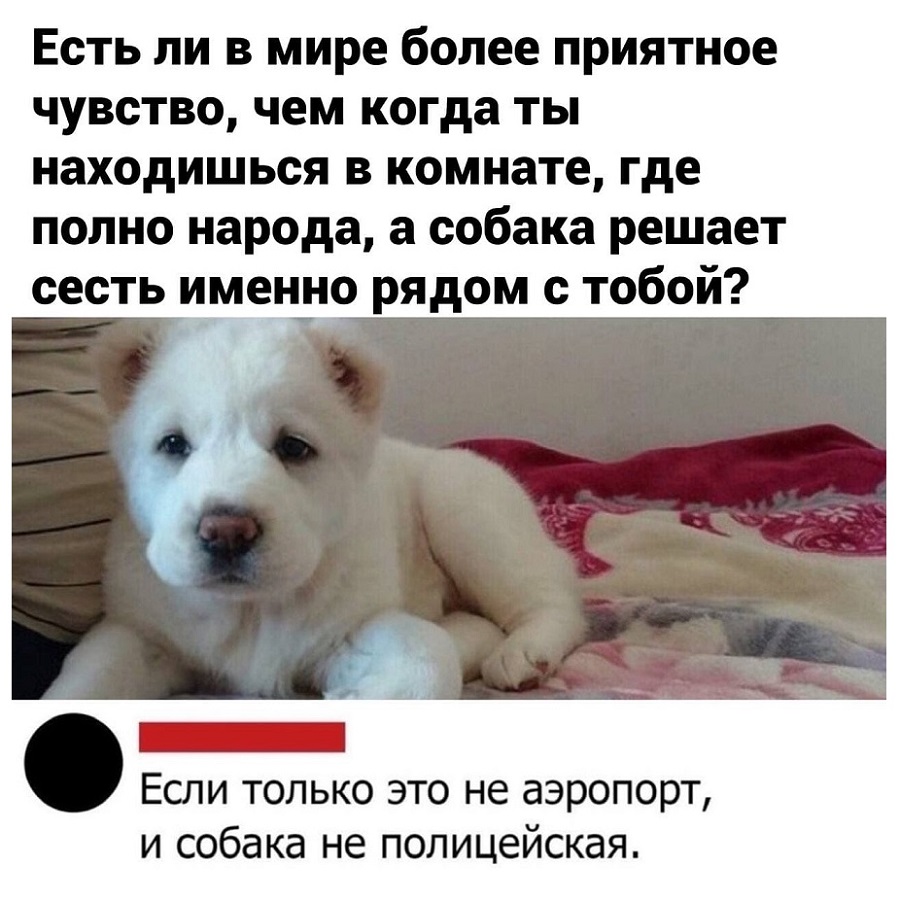 Есть ли в мире более приятное
чувство, чем когда ты
находишься в комнате, где
полно народа, а собака решает
сесть именно рядом с тобой?
Если только это не аэропорт,
и собака не полицейская.